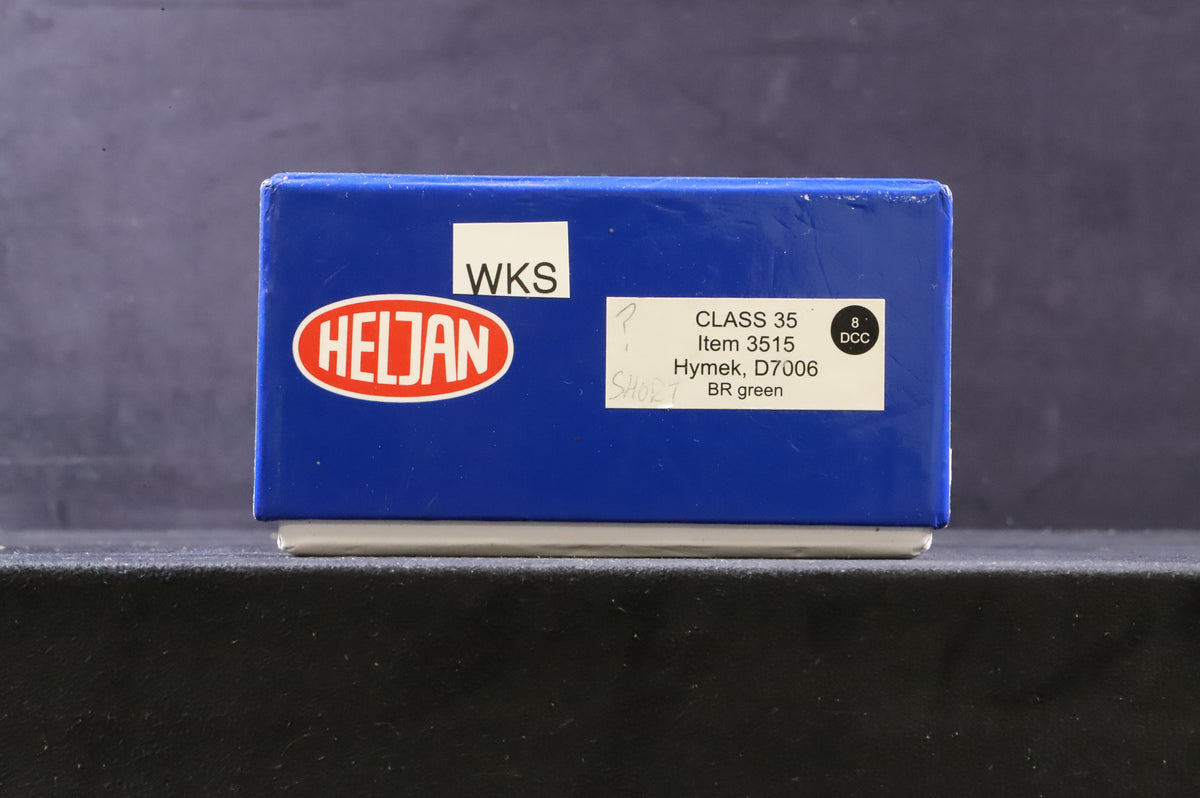 WKS
HELJAN
?
SHORT
CLASS 35
Item 3515
Hymek, D7006
BR green
8
DCC